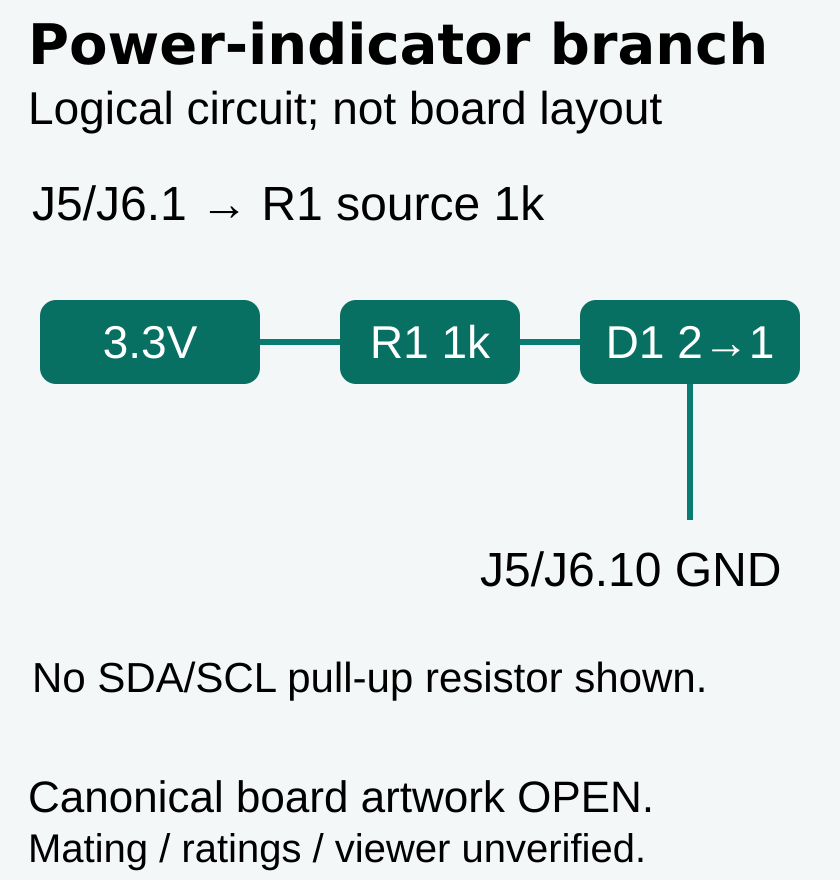 Power-indicator branch
Logical circuit; not board layout
J5/J6.1 → R1 source 1k
3.3V
R1 1k
D1 2→1
J5/J6.10 GND
No SDA/SCL pull-up resistor shown.
Canonical board artwork OPEN.
Mating / ratings / viewer unverified.